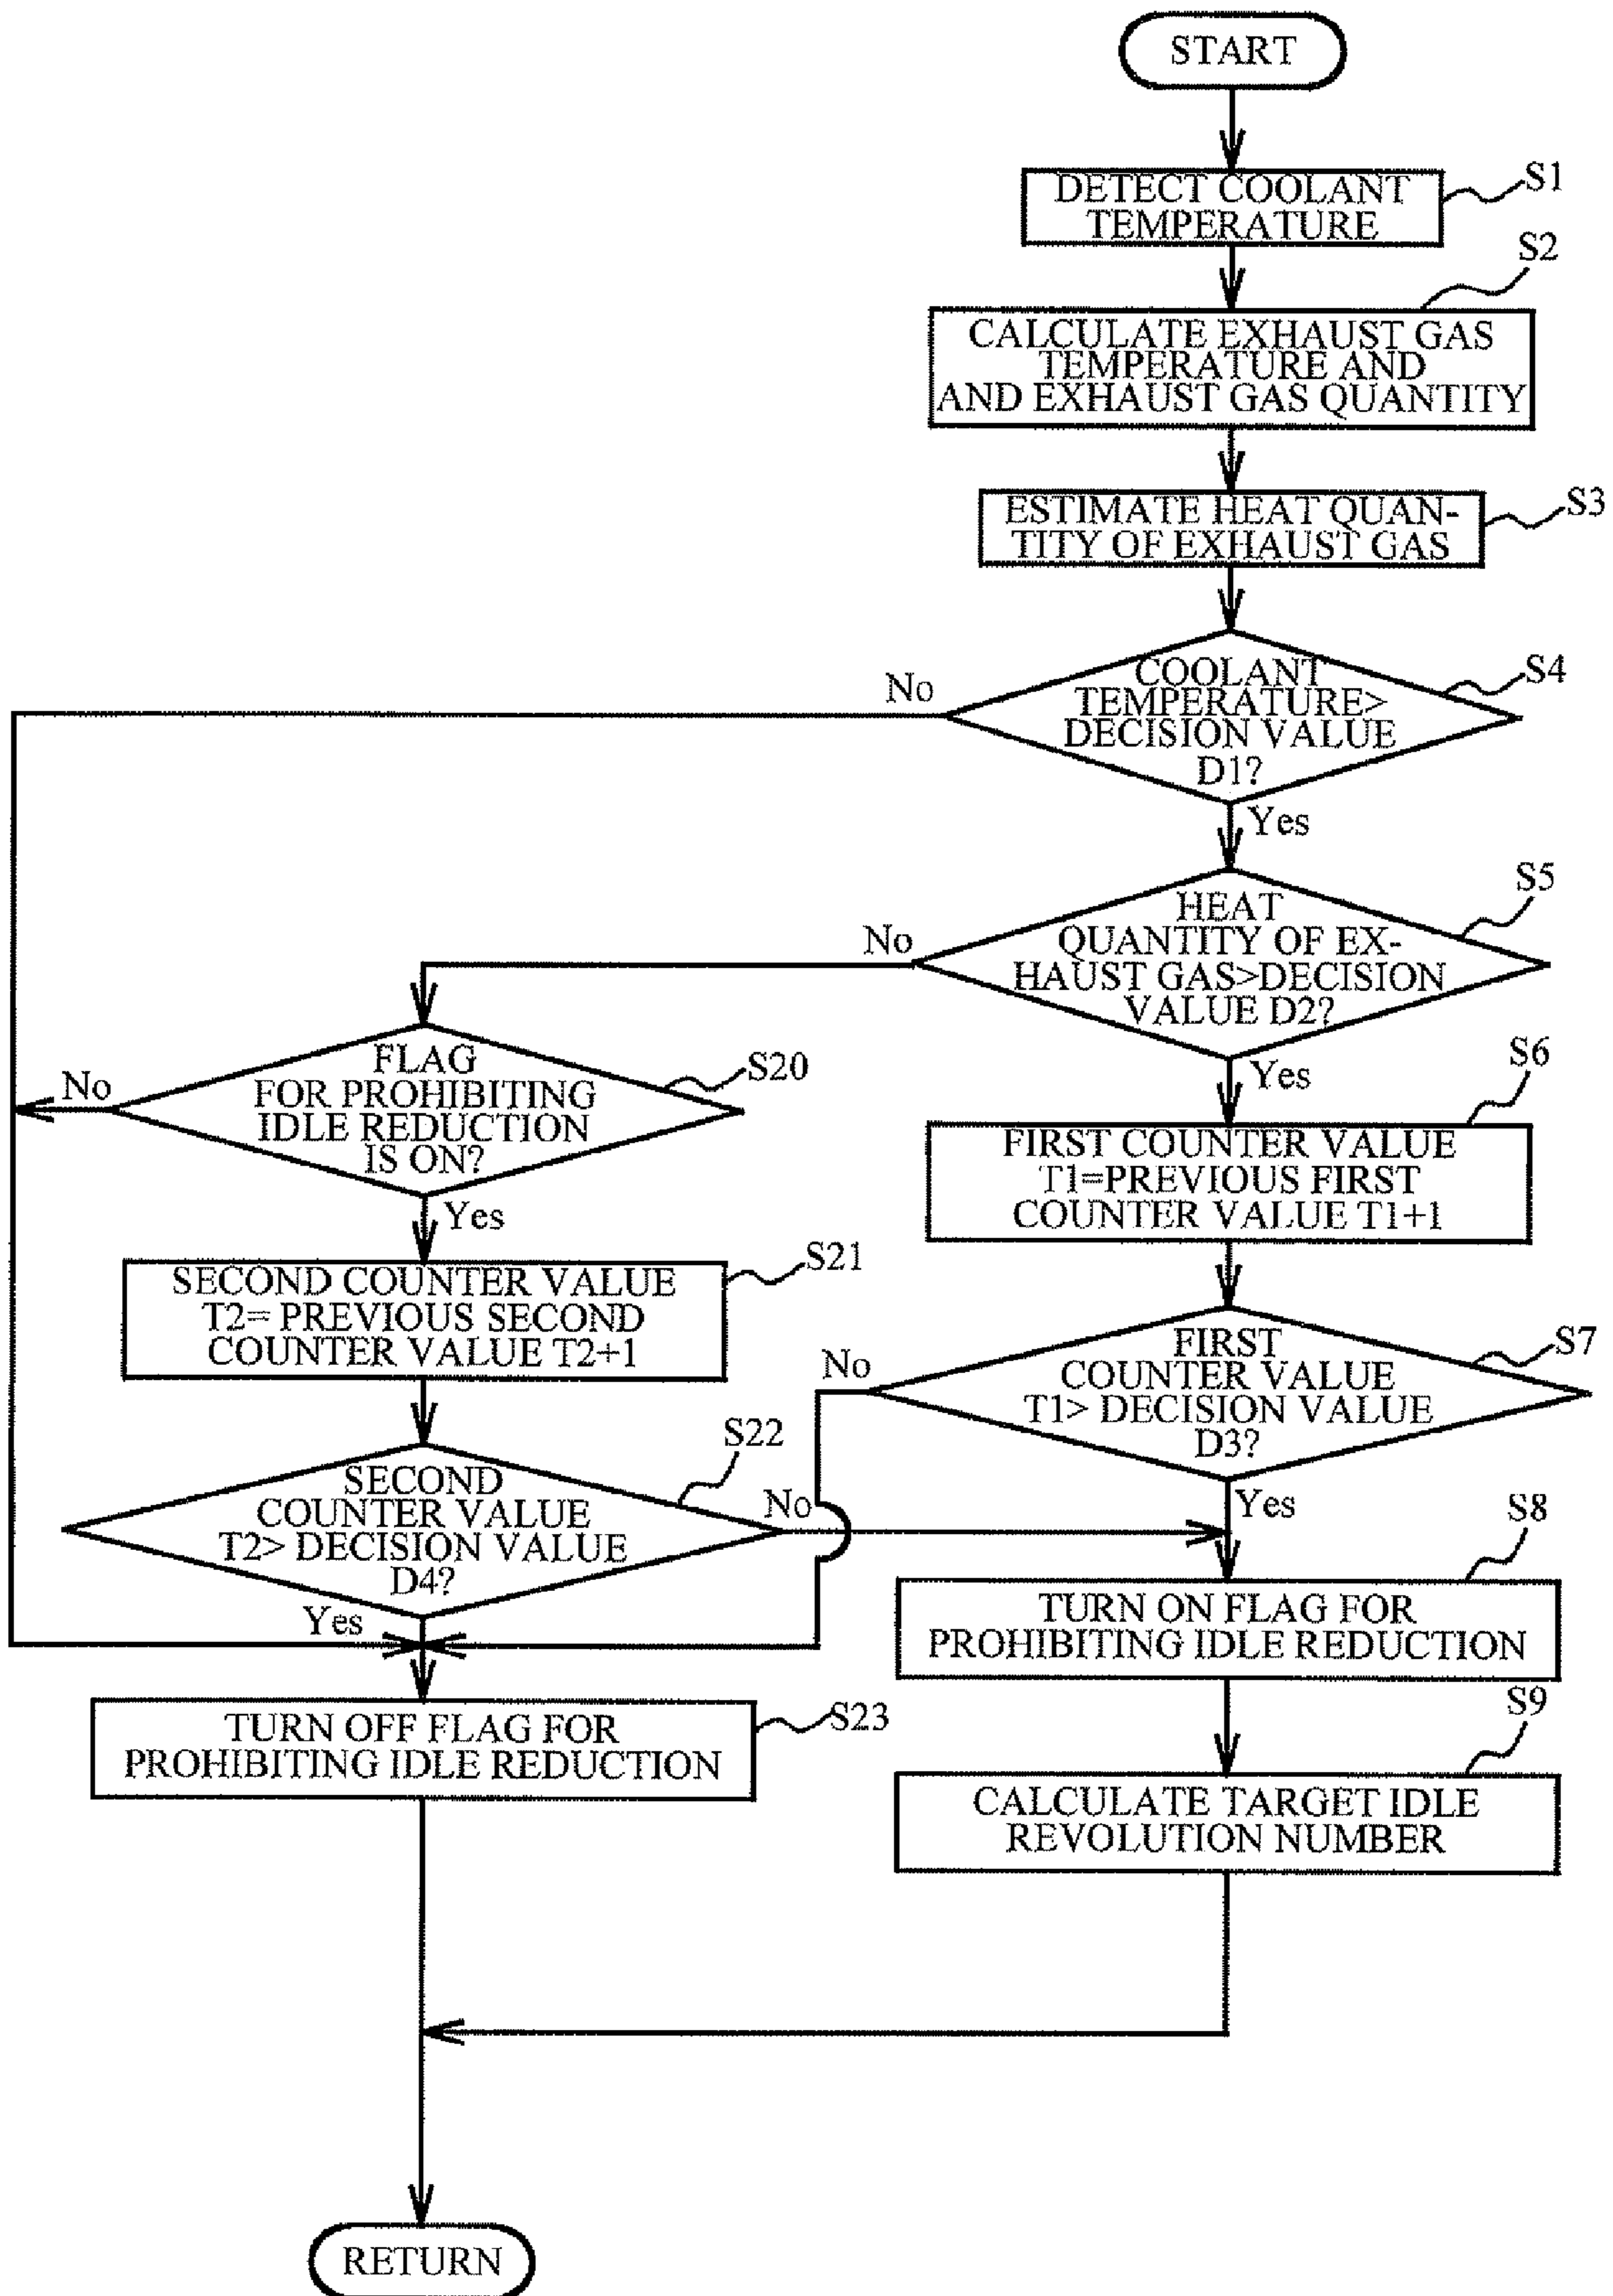 START
DETECT COOLANT
TEMPERATURE
S1
CALCULATE EXHAUST GAS
TEMPERATURE AND
AND EXHAUST GAS QUANTITY
S2
ESTIMATE HEAT QUAN-
TITY OF EXHAUST GAS
S3
COOLANT
TEMPERATURE>
DECISION VALUE
D1?
S4
No
Yes
HEAT
QUANTITY OF EX-
HAUST GAS>DECISION
VALUE D2?
S5
No
Yes
FLAG
FOR PROHIBITING
IDLE REDUCTION
IS ON?
S20
No
Yes
FIRST COUNTER VALUE
T1=PREVIOUS FIRST
COUNTER VALUE T1+1
S6
SECOND COUNTER VALUE
T2= PREVIOUS SECOND
COUNTER VALUE T2+1
S21
FIRST
COUNTER VALUE
T1> DECISION VALUE
D3?
S7
No
Yes
SECOND
COUNTER VALUE
T2> DECISION VALUE
D4?
S22
No
Yes
TURN ON FLAG FOR
PROHIBITING IDLE REDUCTION
S8
TURN OFF FLAG FOR
PROHIBITING IDLE REDUCTION
S23
CALCULATE TARGET IDLE
REVOLUTION NUMBER
S9
RETURN